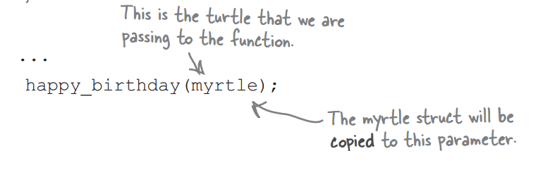 This is the turtle that we are
passing to the function.
...
happy_birthday(myrtle);
The myrtle struct will be
copied to this parameter.